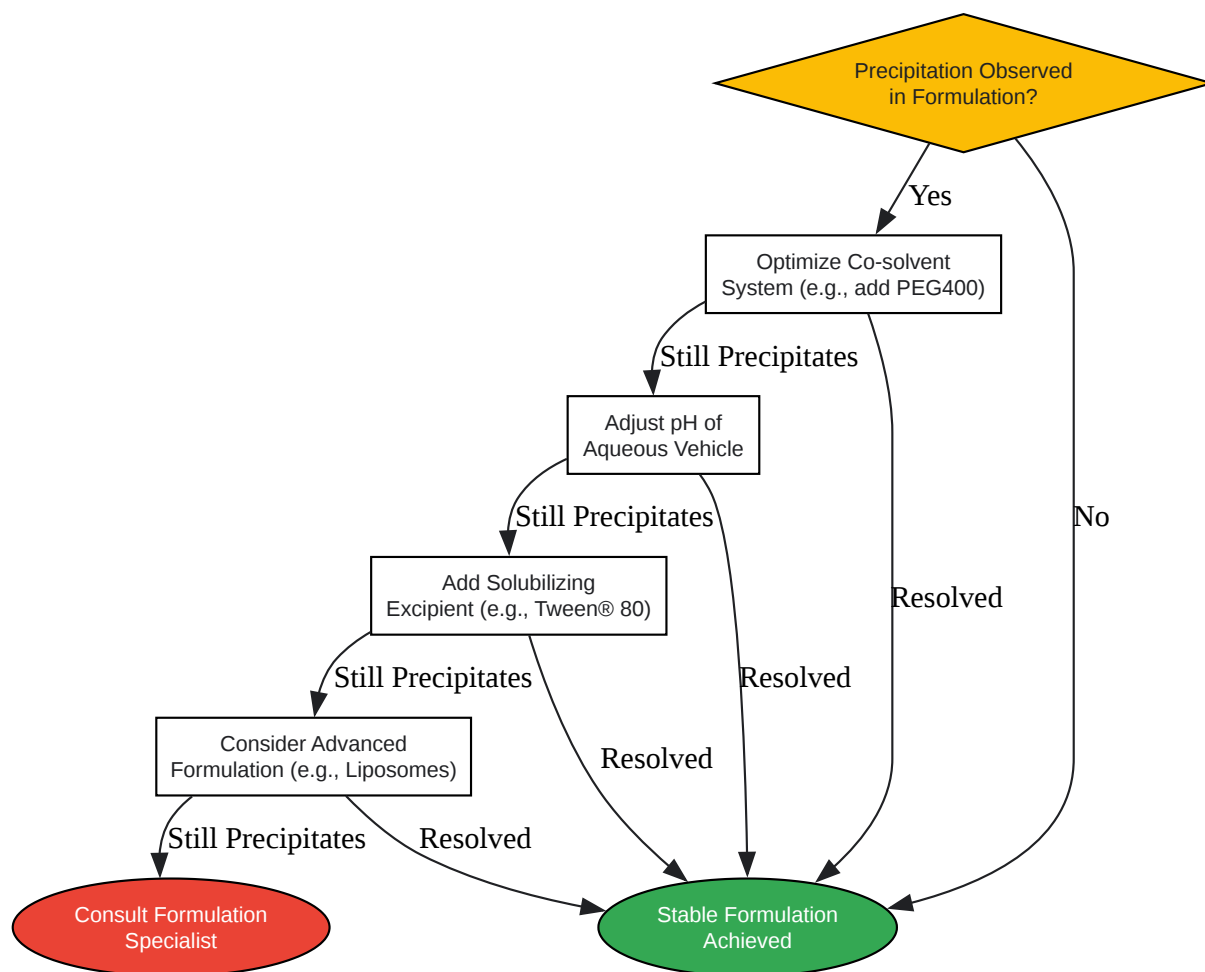 Precipitation Observed
in Formulation?
Yes
Optimize Co-solvent
System (e.g., add PEG400)
Still Precipitates
Adjust pH of
Aqueous Vehicle
Still Precipitates
No
Add Solubilizing
Excipient (e.g., Tween® 80)
Resolved
Still Precipitates
Resolved
Consider Advanced
Formulation (e.g., Liposomes)
Resolved
Still Precipitates
Resolved
Consult Formulation
Specialist
Stable Formulation
Achieved